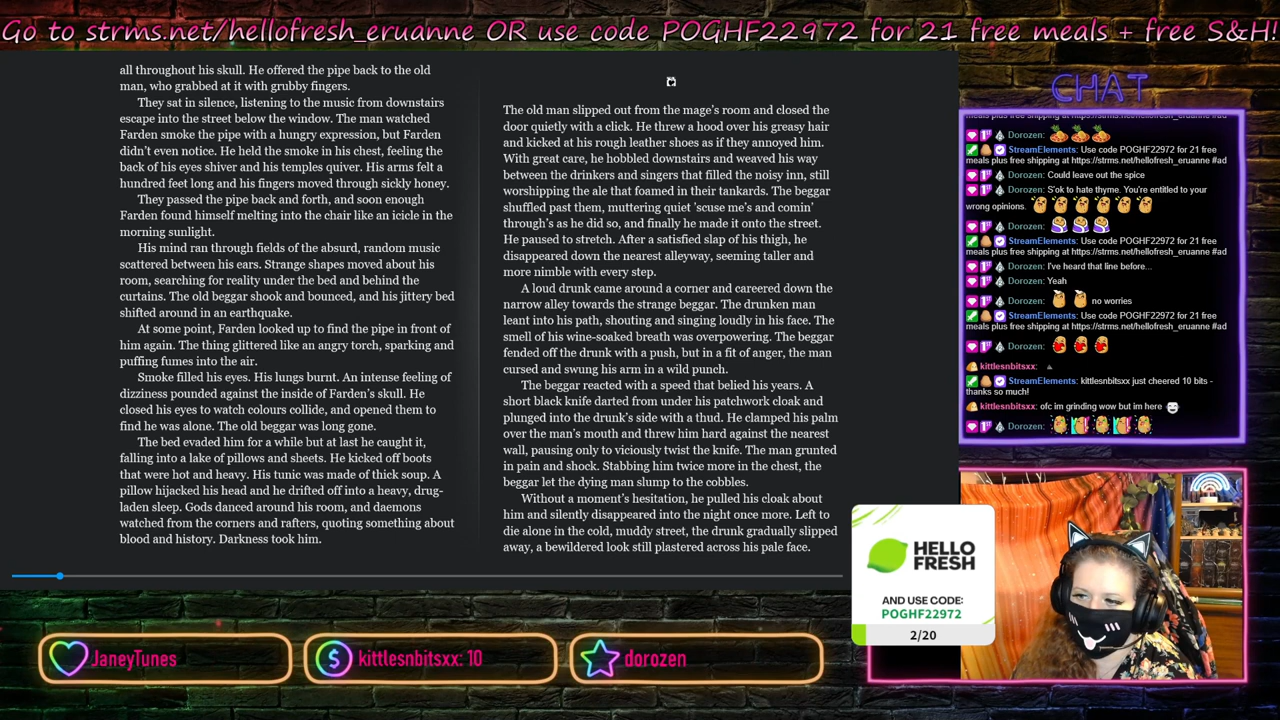 Go to strms.net/hellofresh_eruanne OR use code POGHF22972 for 21 free meals + free S&H!
all throughout his skull. He offered the pipe back to the old
man, who grabbed at it with grubby fingers.
They sat in silence, listening to the music from downstairs
escape into the street below the window. The man watched
Farden smoke the pipe with a hungry expression, but Farden
didn't even notice. He held the smoke in his chest, feeling the
back of his eyes shiver and his temples quiver. His arms felt a
hundred feet long and his fingers moved through sickly honey.
They passed the pipe back and forth, and soon enough
Farden found himself melting into the chair like an icicle in the
morning sunlight.
His mind ran through fields of the absurd, random music
scattered between his ears. Strange shapes moved about his
room, searching for reality under the bed and behind the
curtains. The old beggar shook and bounced, and his jittery bed
shifted around in an earthquake.
At some point, Farden looked up to find the pipe in front of
him again. The thing glittered like an angry torch, sparking and
puffing fumes into the air.
Smoke filled his eyes. His lungs burnt. An intense feeling of
dizziness pounded against the inside of Farden's skull. He
closed his eyes to watch colours collide, and opened them to
find he was alone. The old beggar was long gone.
The bed evaded him for a while but at last he caught it,
falling into a lake of pillows and sheets. He kicked off boots
that were hot and heavy. His tunic was made of thick soup. A
pillow hijacked his head and he drifted off into a heavy, drug-
laden sleep. Gods danced around his room, and daemons
watched from the corners and rafters, quoting something about
blood and history. Darkness took him.
The old man slipped out from the mage's room and closed the
door quietly with a click. He threw a hood over his greasy hair
and kicked at his rough leather shoes as if they annoyed him.
With great care, he hobbled downstairs and weaved his way
between the drinkers and singers that filled the noisy inn, still
worshipping the ale that foamed in their tankards. The beggar
shuffled past them, muttering quiet 'scuse me's and comin'
through's as he did so, and finally he made it onto the street.
He paused to stretch. After a satisfied slap of his thigh, he
disappeared down the nearest alleyway, seeming taller and
more nimble with every step.
A loud drunk came around a corner and careered down the
narrow alley towards the strange beggar. The drunken man
leant into his path, shouting and singing loudly in his face. The
smell of his wine-soaked breath was overpowering. The beggar
fended off the drunk with a push, but in a fit of anger, the man
cursed and swung his arm in a wild punch.
The beggar reacted with a speed that belied his years. A
short black knife darted from under his patchwork cloak and
plunged into the drunk's side with a thud. He clamped his palm
over the man's mouth and threw him hard against the nearest
wall, pausing only to viciously twist the knife. The man grunted
in pain and shock. Stabbing him twice more in the chest, the
beggar let the dying man slump to the cobbles.
Without a moment's hesitation, he pulled his cloak about
him and silently disappeared into the night once more. Left to
die alone in the cold, muddy street, the drunk gradually slipped
away, a bewildered look still plastered across his pale face.
CHAT
meals plus free shipping at https://strms.net/hellofresh_eruanne #ad
Dorozen:
StreamElements: Use code POGHF22972 for 21 free
meals plus free shipping at https://strms.net/hellofresh_eruanne #ad
Dorozen: Could leave out the spice
Dorozen: S'ok to hate thyme. You're entitled to your
wrong opinions.
Dorozen:
StreamElements: Use code POGHF22972 for 21 free
meals plus free shipping at https://strms.net/hellofresh_eruanne #ad
Dorozen: I've heard that line before...
Dorozen: Yeah
Dorozen: no worries
StreamElements: Use code POGHF22972 for 21 free
meals plus free shipping at https://strms.net/hellofresh_eruanne #ad
Dorozen:
kittlesnbitsxx:
StreamElements: kittlesnbitsxx just cheered 10 bits -
thanks so much!
kittlesnbitsxx: ofc im grinding wow but im here
Dorozen:
HELLO
FRESH
AND USE CODE:
POGHF22972
2/20
JaneyTunes
kittlesnbitsxx: 10
dorozen